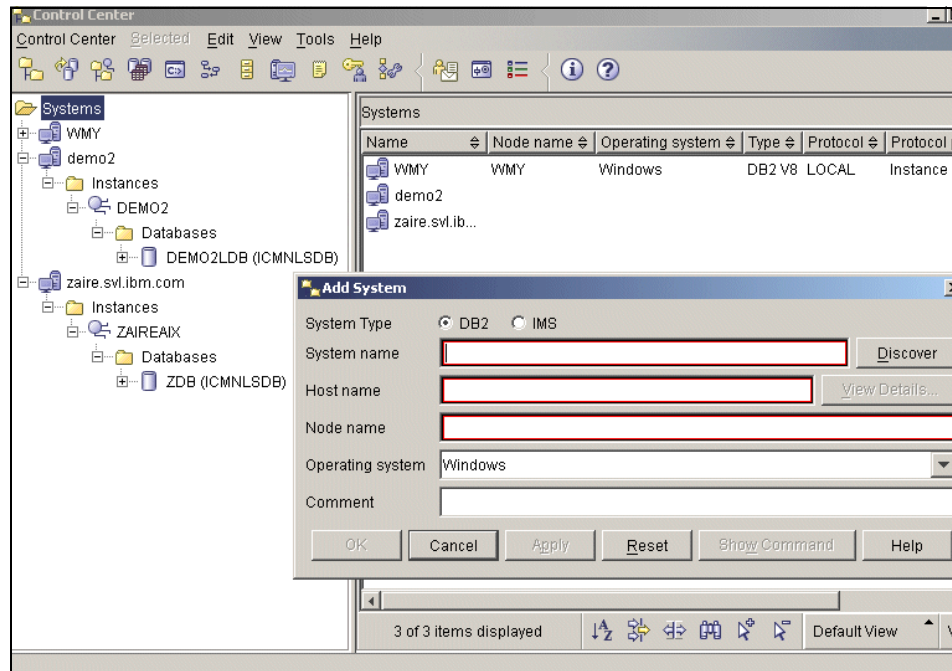 Control Center
Control Center Selected Edit View Tools Help
Systems
WMY
demo2
Instances
DEMO2
Databases
DEMO2LDB (ICMNLSDB)
zaire.svl.ibm.com
Instances
ZAIREAIX
Databases
ZDB (ICMNLSDB)
Systems
Name Node name Operating system Type Protocol Protocol
WMY WMY Windows DB2 V8 LOCAL Instance
demo2
zaire.svl.ib...
Add System
System Type DB2 IMS
System name Discover
Host name View Details...
Node name
Operating system Windows
Comment
OK Cancel Apply Reset Show Command Help
3 of 3 items displayed Default View